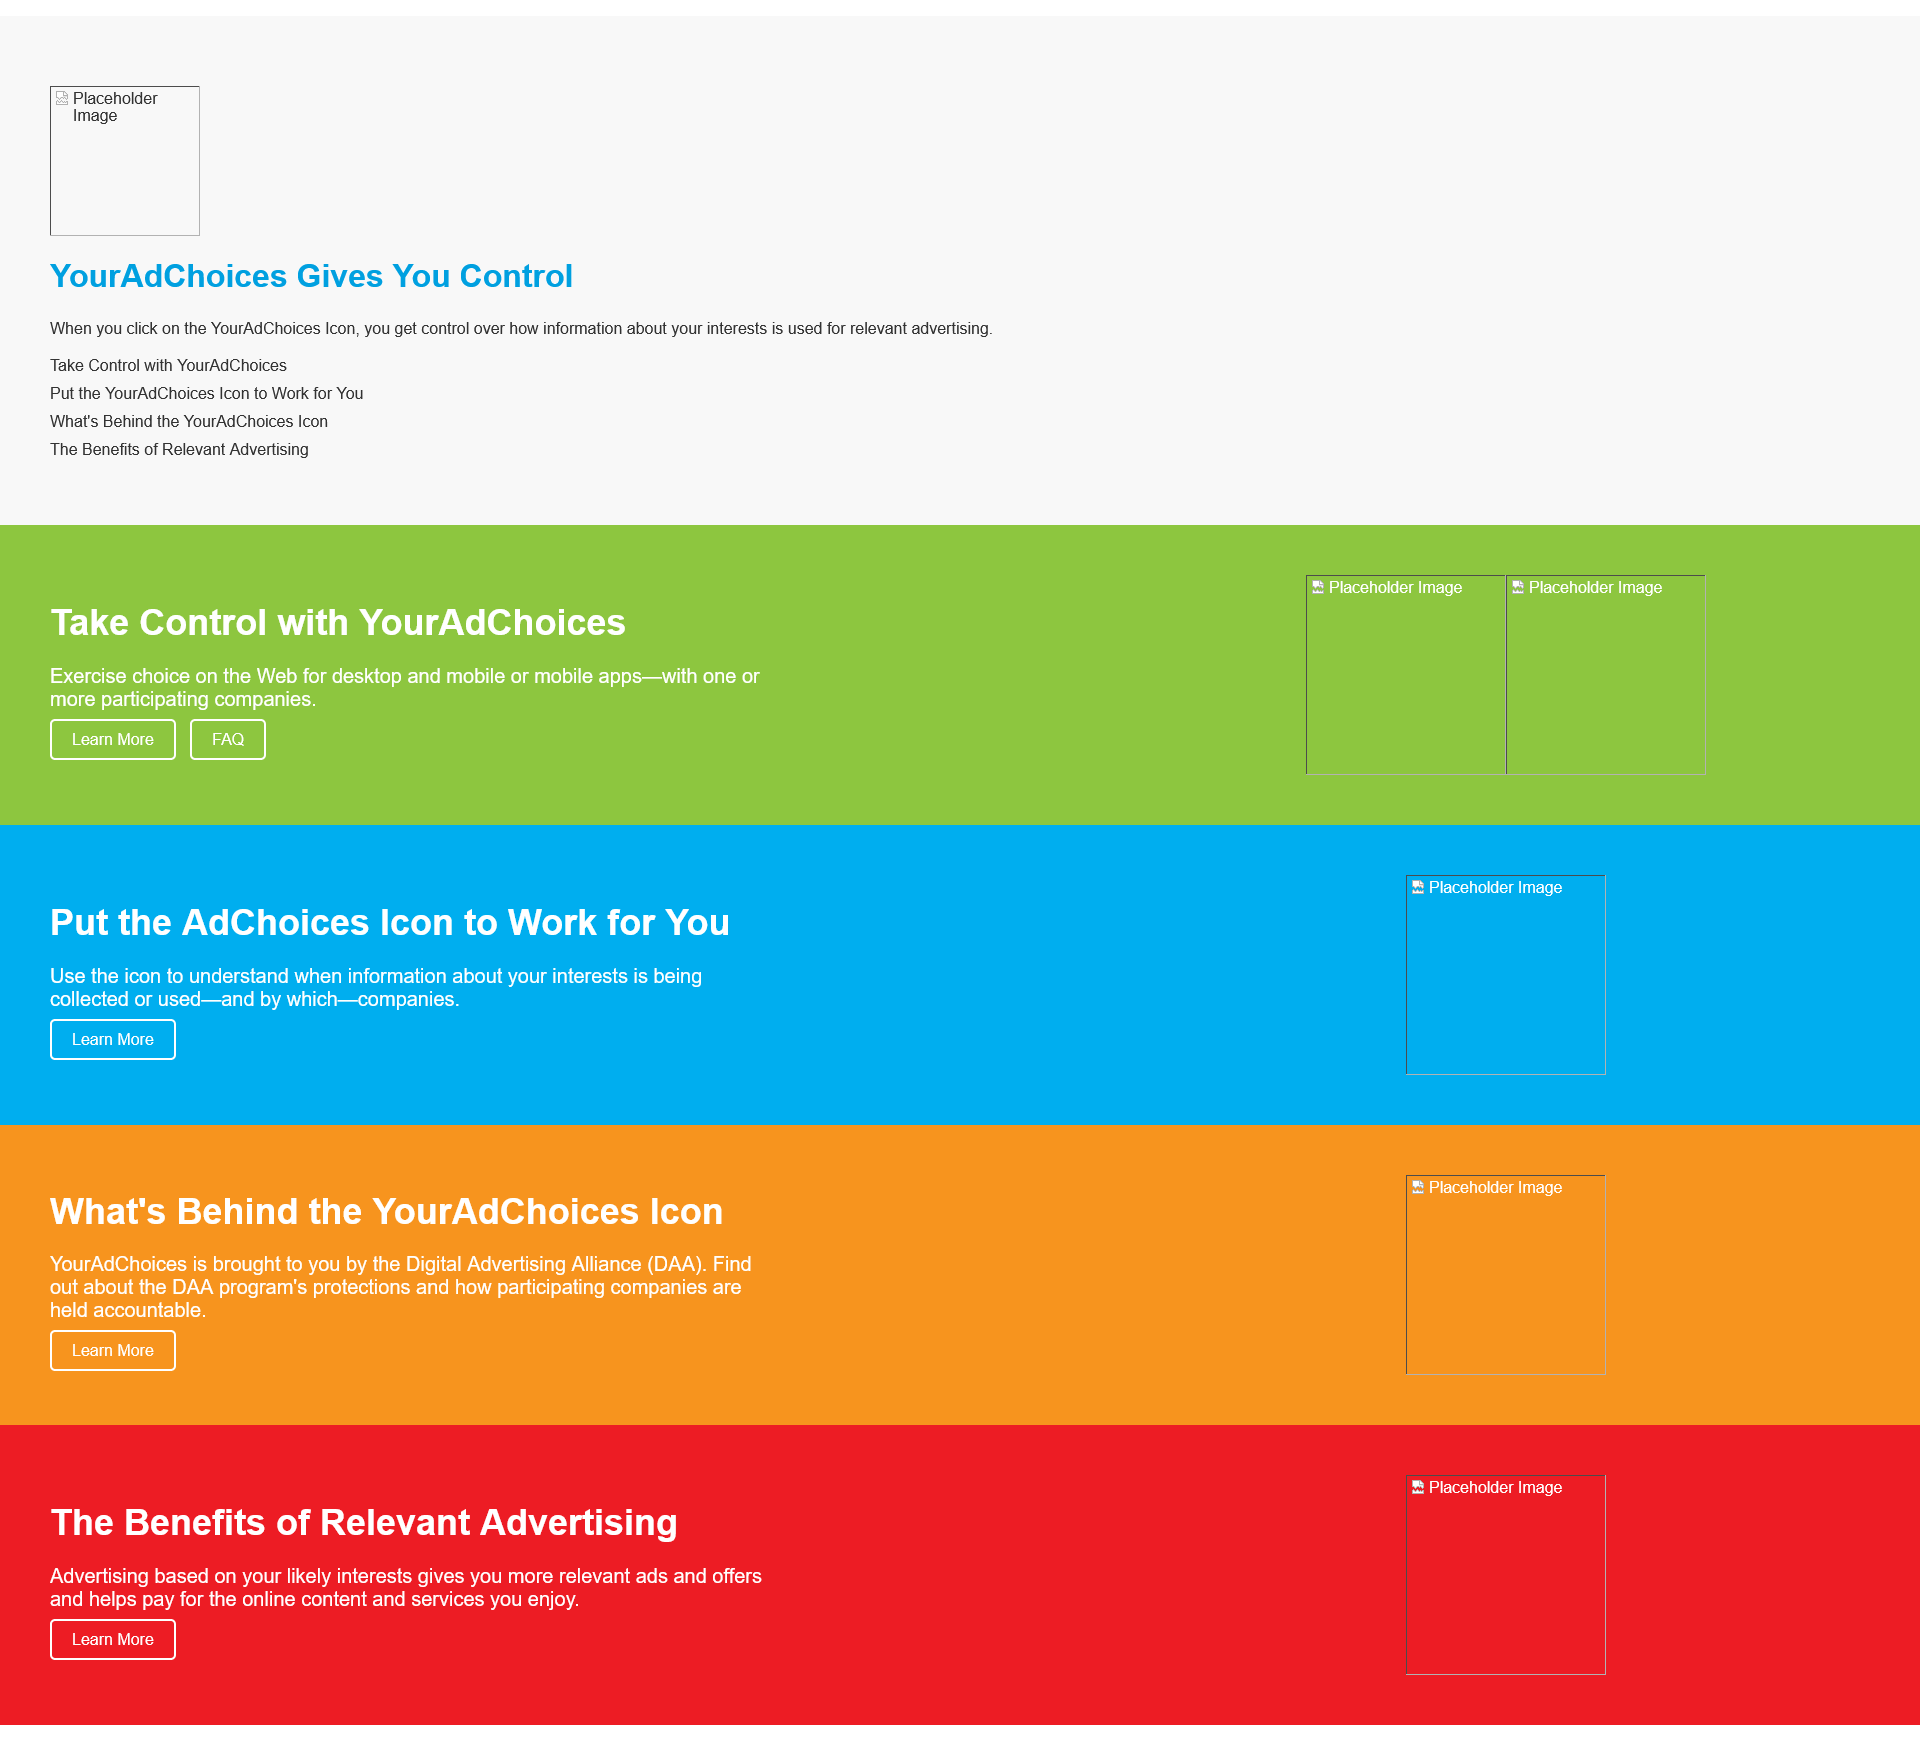 Placeholder
Image
YourAdChoices Gives You Control
When you click on the YourAdChoices Icon, you get control over how information about your interests is used for relevant advertising.
Take Control with YourAdChoices
Put the YourAdChoices Icon to Work for You
What's Behind the YourAdChoices Icon
The Benefits of Relevant Advertising
Take Control with YourAdChoices
Exercise choice on the Web for desktop and mobile or mobile apps—with one or
more participating companies.
Learn More
FAQ
Placeholder Image
Placeholder Image
Put the AdChoices Icon to Work for You
Use the icon to understand when information about your interests is being
collected or used—and by which—companies.
Learn More
Placeholder Image
What's Behind the YourAdChoices Icon
YourAdChoices is brought to you by the Digital Advertising Alliance (DAA). Find
out about the DAA program's protections and how participating companies are
held accountable.
Learn More
Placeholder Image
The Benefits of Relevant Advertising
Advertising based on your likely interests gives you more relevant ads and offers
and helps pay for the online content and services you enjoy.
Learn More
Placeholder Image